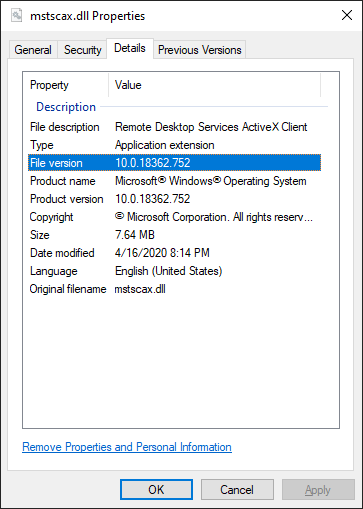 mstscax.dll Properties
General Security Details Previous Versions
Property Value
Description
File description Remote Desktop Services ActiveX Client
Type Application extension
File version 10.0.18362.752
Product name Microsoft® Windows® Operating System
Product version 10.0.18362.752
Copyright © Microsoft Corporation. All rights reserv...
Size 7.64 MB
Date modified 4/16/2020 8:14 PM
Language English (United States)
Original filename mstscax.dll
Remove Properties and Personal Information
OK Cancel Apply